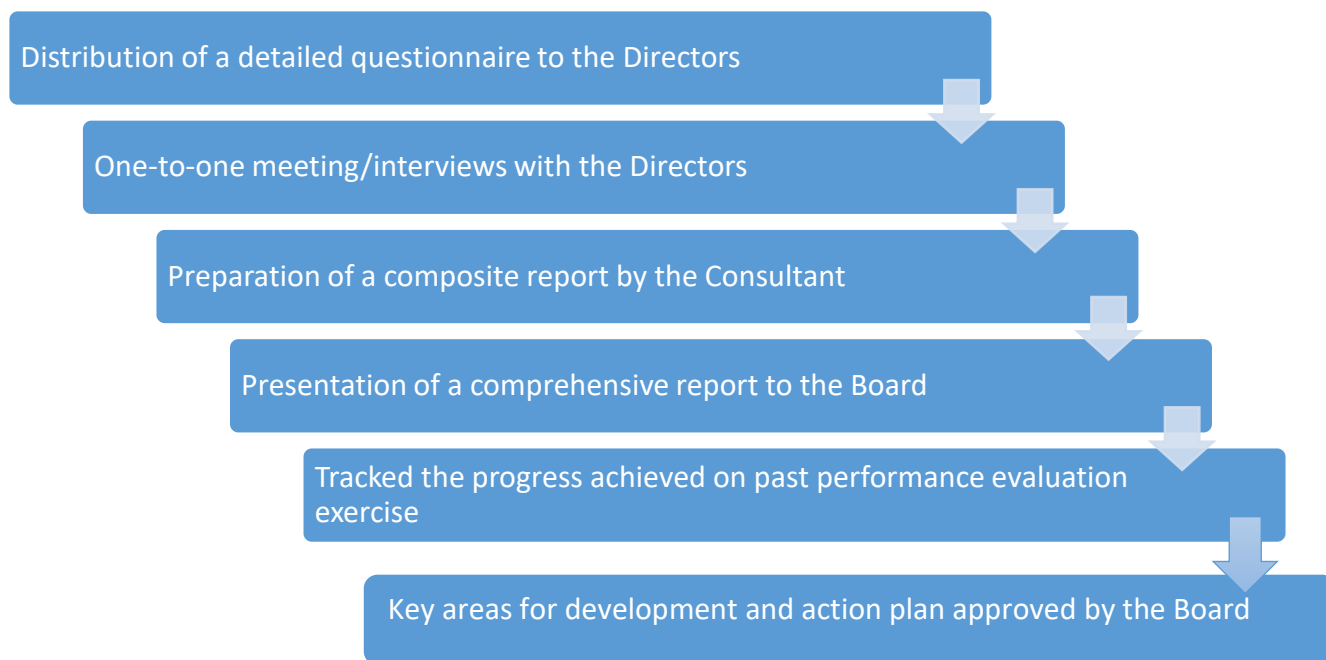 Distribution of a detailed questionnaire to the Directors
One-to-one meeting/interviews with the Directors
Preparation of a composite report by the Consultant
Presentation of a comprehensive report to the Board
Tracked the progress achieved on past performance evaluation
exercise
Key areas for development and action plan approved by the Board